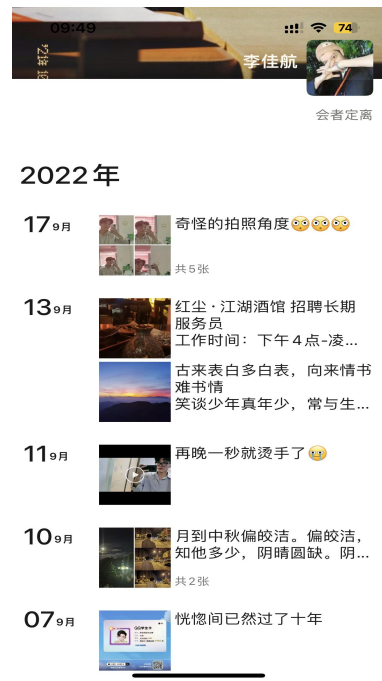 09:49
74
李佳航
会者定离
2022年
17 9月
奇怪的拍照角度😳😳😳
共5张
13 9月
红尘·江湖酒馆 招聘长期
服务员
工作时间：下午4点-凌...
古来表白多白表，向来情书
难书情
笑谈少年真年少，常与生...
11 9月
再晚一秒就烫手了🥹
10 9月
月到中秋偏皎洁。偏皎洁，
知他多少，阴晴圆缺。阴...
共2张
07 9月
恍惚间已然过了十年